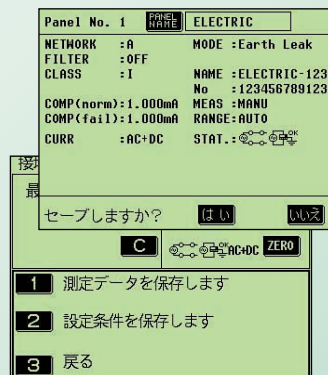 Panel No. 1 PANEL NAME ELECTRIC
NETWORK :A MODE :Earth Leak
FILTER :OFF
CLASS :I NAME :ELECTRIC-123
No :123456789123
COMP(norm):1.000mA MEAS :MANU
COMP(fail):1.000mA RANGE:AUTO
CURR :AC+DC STAT.: OK
接
最
セーブしますか? はい いいえ
C OK AC+DC ZERO
1 測定データを保存します
2 設定条件を保存します
3 戻る